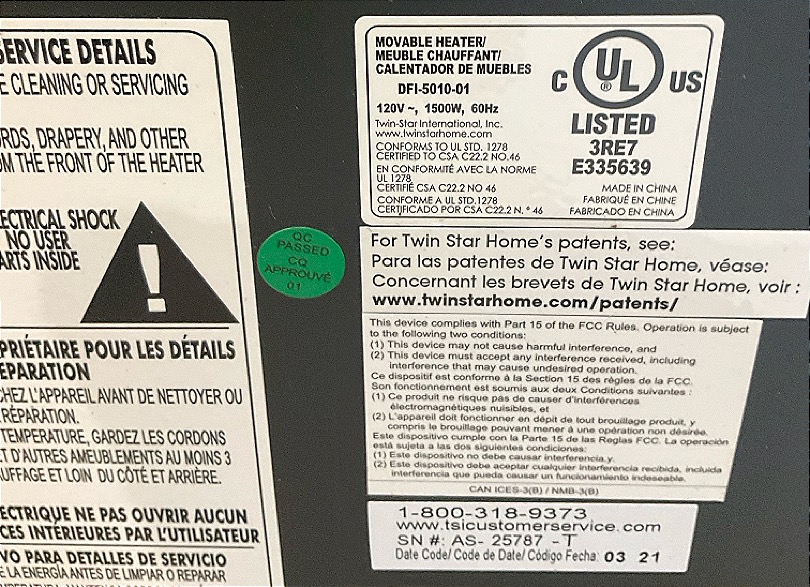 ERVICE DETAILS
E CLEANING OR SERVICING
RDS, DRAPERY, AND OTHER
M THE FRONT OF THE HEATER
ECTRICAL SHOCK
NO USER
ARTS INSIDE
!
PRIÉTAIRE POUR LES DÉTAILS
EPARATION
CHEZ L'APPAREIL AVANT DE NETTOYER OU
RÉPARATION.
TEMPERATURE, GARDEZ LES CORDONS
T D'AUTRES AMEUBLEMENTS AU MOINS 3
UFFAGE ET LOIN DU CÔTÉ ET ARRIÈRE.
ECTRIQUE NE PAS OUVRIR AUCUN
CES INTÉRIEURES PAR L'UTILISATEUR
VO PARA DETALLES DE SERVICIO
E LA ENERGÍA ANTES DE LIMPIAR O REPARAR
QC
PASSED
CQ
APPROUVÉ
01
MOVABLE HEATER/
MEUBLE CHAUFFANT/
CALENTADOR DE MUEBLES
DFI-5010-01
120V ~, 1500W, 60Hz
Twin-Star International, Inc.
www.twinstarhome.com
CONFORMS TO UL STD. 1278
CERTIFIED TO CSA C22.2 NO.46
EN CONFORMITÉ AVEC LA NORME
UL 1278
CERTIFIÉ CSA C22.2 NO 46
CONFORME A UL STD.1278
CERTIFICADO POR CSA C22.2 N. ° 46
C UL ® US
LISTED
3RE7
E335639
MADE IN CHINA
FABRIQUÉ EN CHINE
FABRICADO EN CHINA
For Twin Star Home's patents, see:
Para las patentes de Twin Star Home, véase:
Concernant les brevets de Twin Star Home, voir :
www.twinstarhome.com/patents/
This device complies with Part 15 of the FCC Rules. Operation is subject
to the following two conditions:
(1) This device may not cause harmful interference, and
(2) This device must accept any interference received, including
interference that may cause undesired operation.
Ce dispositif est conforme à la Section 15 des règles de la FCC.
Son fonctionnement est soumis aux deux Conditions suivantes :
(1) Ce produit ne risque pas de causer d'interférences
électromagnétiques nuisibles, et
(2) L'appareil doit fonctionner en dépit de tout brouillage produit, y
compris le brouillage pouvant mener à une opération non désirée.
Este dispositivo cumple con la Parte 15 de las Reglas FCC. La operación
está sujeta a las dos siguientes condiciones:
(1) Este dispositivo no debe causar interferencia,y.
(2) Este dispositivo debe aceptar cualquier interferencia recibida, incluida
interferencia que pueda causar un funcionamiento indeseable.
CAN ICES-3(B) / NMB-3(B)
1-800-318-9373
www.tsicustomerservice.com
SN #: AS- 25787 -T
Date Code/ Code de Date/ Código Fecha: 03 21